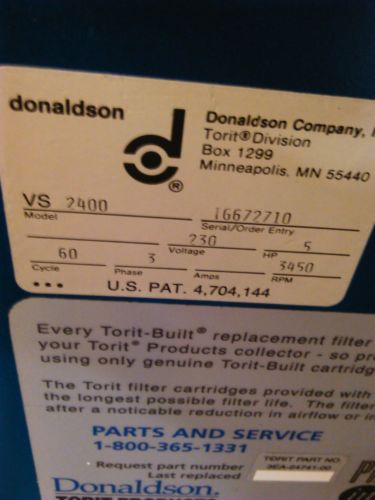 donaldson
Donaldson Company,
Torit® Division
Box 1299
Minneapolis, MN 55440
VS 2400
Model
IG672710
Serial/Order Entry
230
Voltage
5
HP
60
Cycle
3
Phase
Amps
3450
RPM
U.S. PAT. 4,704,144
Every Torit-Built® replacement filter
your Torit® Products collector - so
using only genuine Torit-Built
The Torit filter cartridges provided with
the longest possible filter life. The
after a noticable reduction in airflow or
PARTS AND SERVICE
1-800-365-1331
Request part number
Last replaced
TORIT PART NO.
Donaldson.